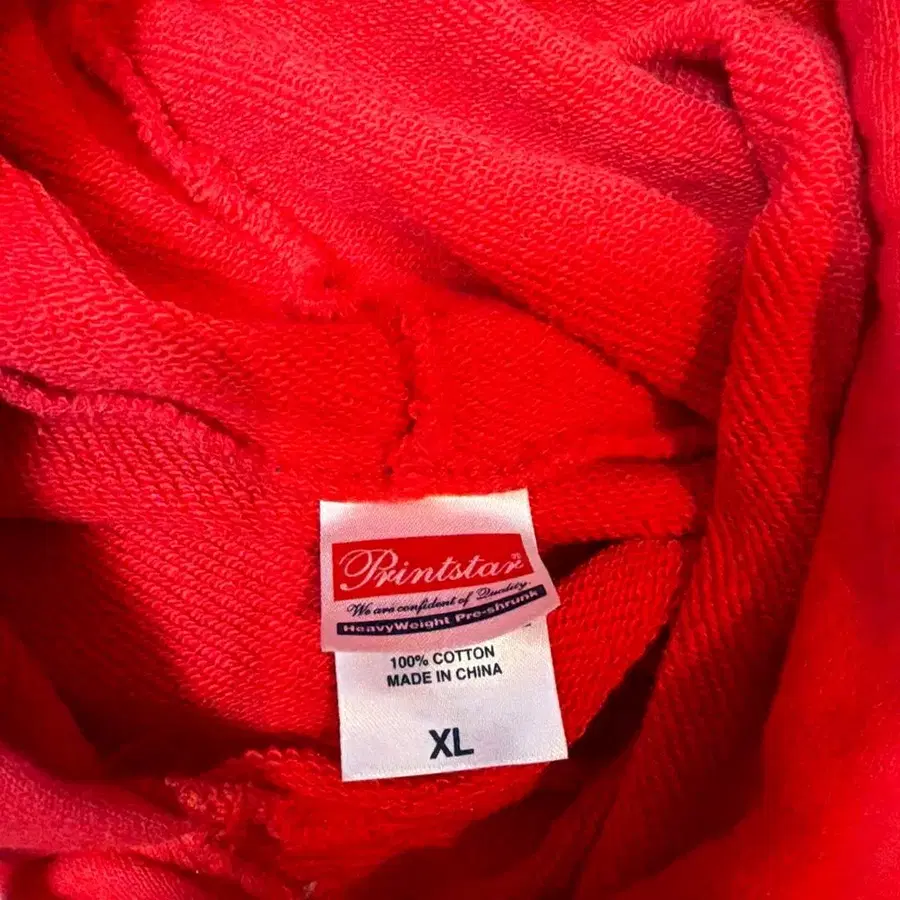 Printstar®
We are confident of Quality.
HeavyWeight Pre-shrunk
100% COTTON
MADE IN CHINA
XL